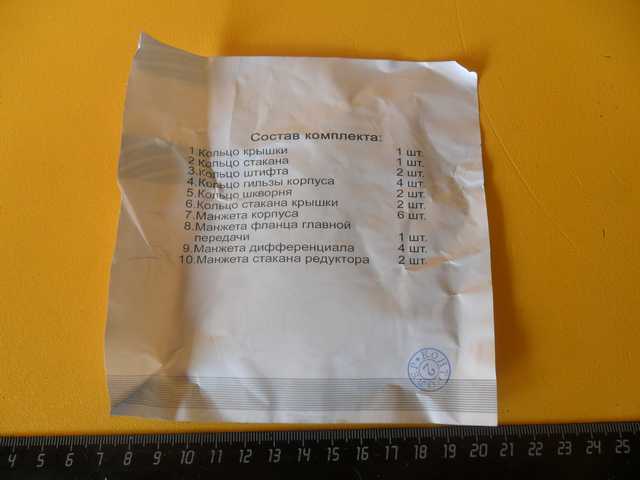 Состав комплекта:
1 Кольцо крышки 1 шт.
2 Кольцо стакана 1 шт.
3. Кольцо штифта 2 шт.
4. Кольцо гильзы корпуса 4 шт.
5. Кольцо шкворня 2 шт.
6. Кольцо стакана крышки 2 шт.
7. Манжета корпуса 6 шт.
8. Манжета фланца главной
передачи 1 шт.
9. Манжета дифференциала 4 шт.
10. Манжета стакана редуктора 2 шт.
КОНТРОЛЕР
2
4 5 6 7 8 9 10 11 12 13 14 15 16 17 18 19 20 21 22 23 24 25